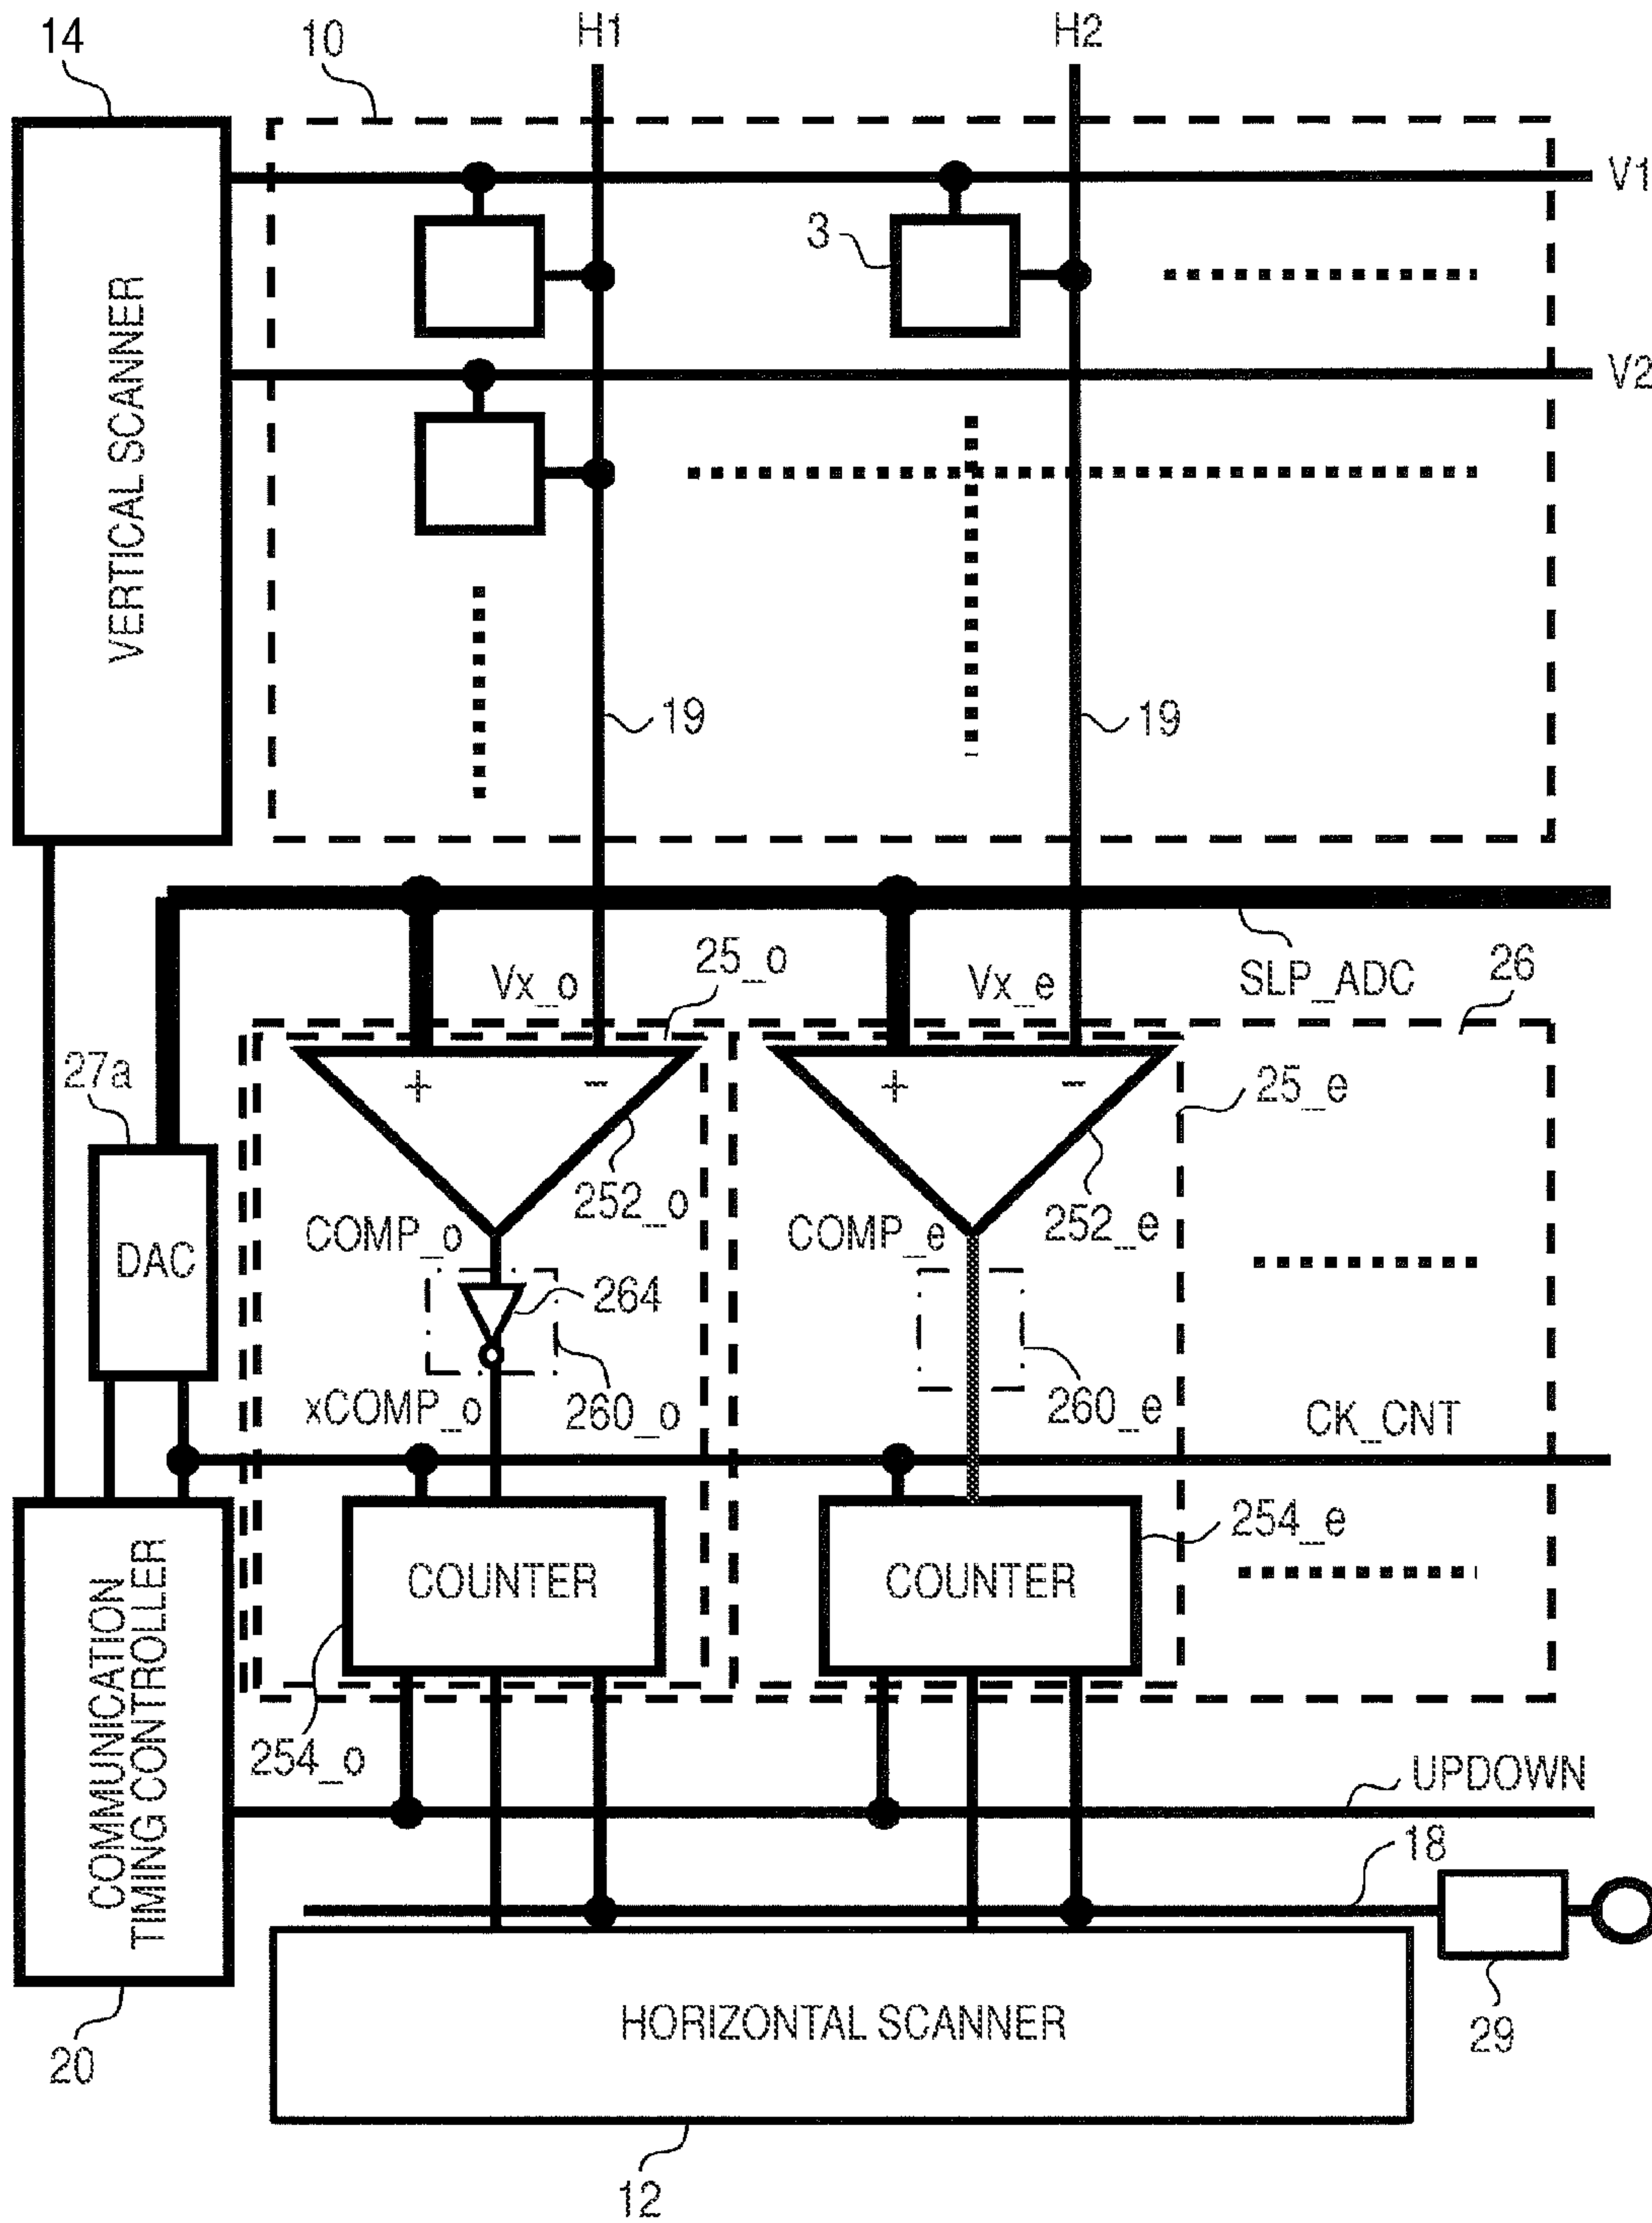 14
10
H1
H2
V1
3
VERTICAL SCANNER
V2
19
19
Vx_o
25_o
Vx_e
SLP_ADC
26
27a
+
-
+
-
25_e
252_o
252_e
COMP_o
COMP_e
DAC
264
xCOMP_o
260_o
260_e
CK_CNT
COMMUNICATION
TIMING CONTROLLER
COUNTER
COUNTER
254_e
254_o
UPDOWN
18
HORIZONTAL SCANNER
20
29
12